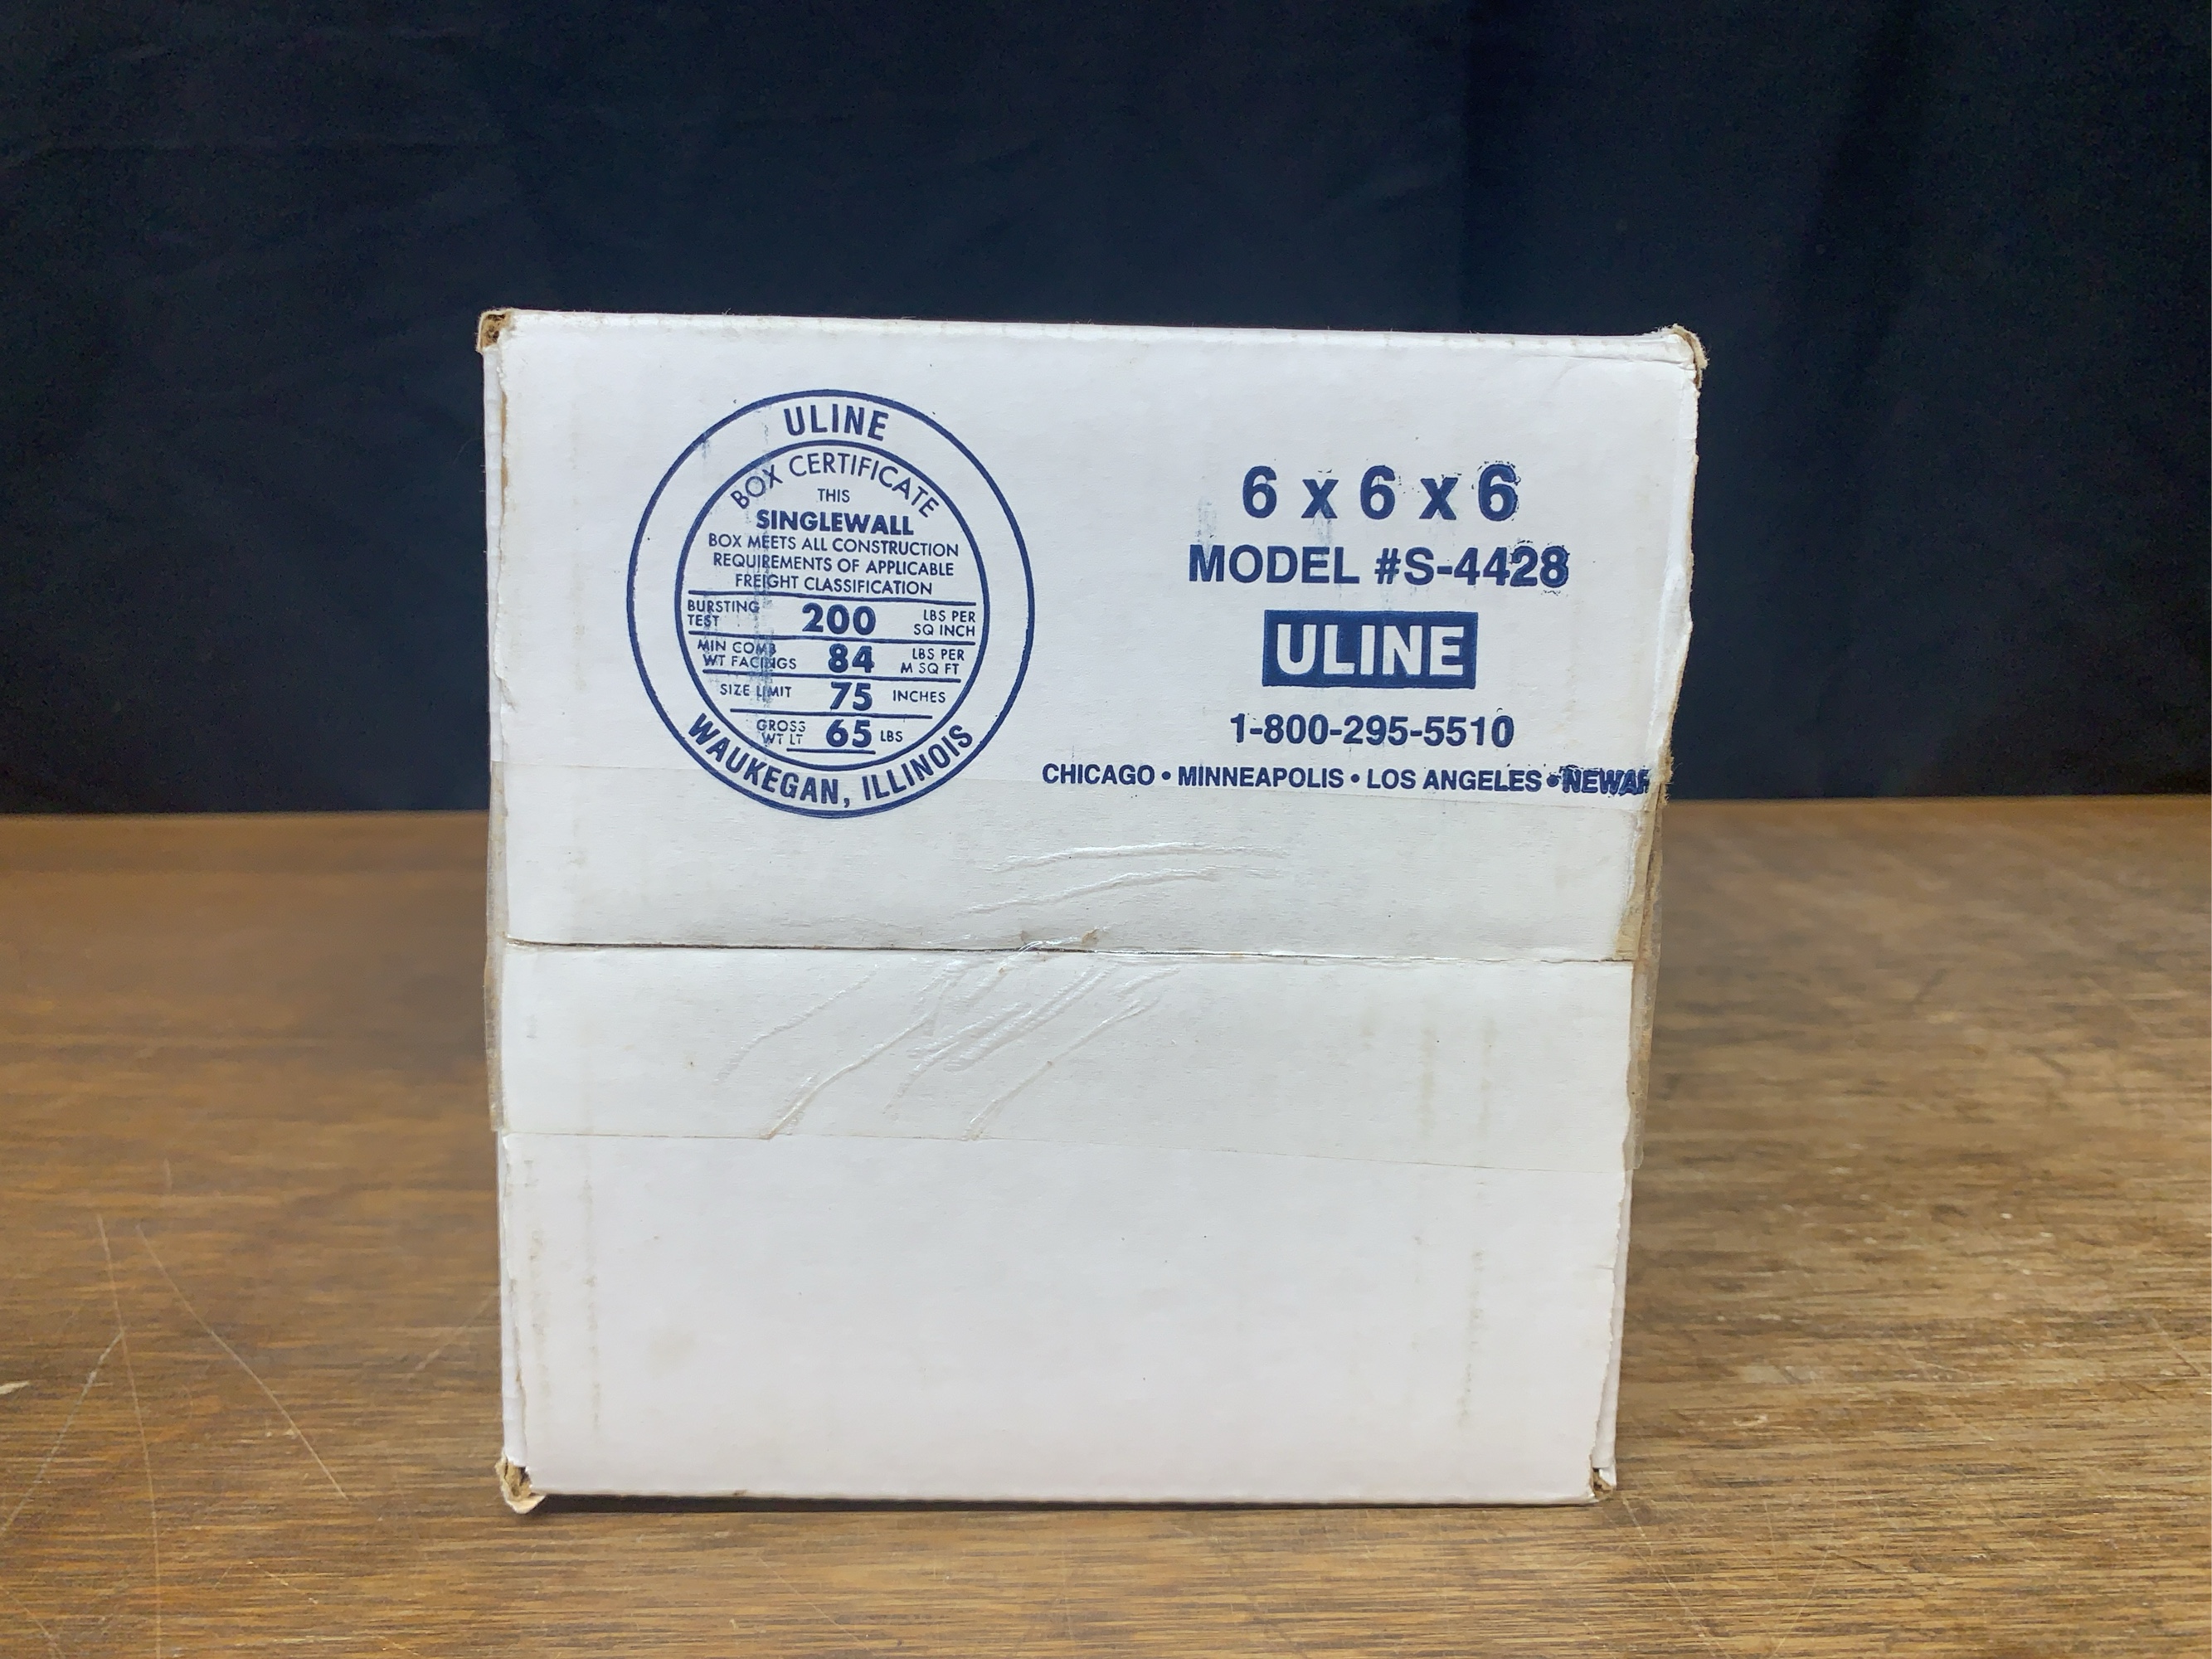 ULINE
BOX CERTIFICATE
THIS
SINGLEWALL
BOX MEETS ALL CONSTRUCTION
REQUIREMENTS OF APPLICABLE
FREIGHT CLASSIFICATION
BURSTING TEST 200 LBS PER SQ INCH
MIN COMB WT FACINGS 84 LBS PER M SQ FT
SIZE LIMIT 75 INCHES
GROSS WT LT 65 LBS
WAUKEGAN, ILLINOIS
6 x 6 x 6
MODEL #S-4428
ULINE
1-800-295-5510
CHICAGO • MINNEAPOLIS • LOS ANGELES •